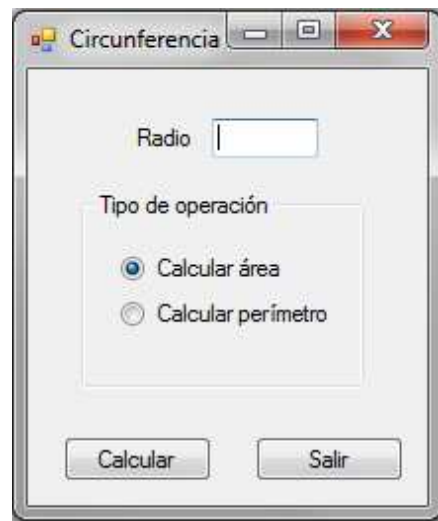 Circunferencia
Radio
Tipo de operación
Calcular área
Calcular perímetro
Calcular Salir